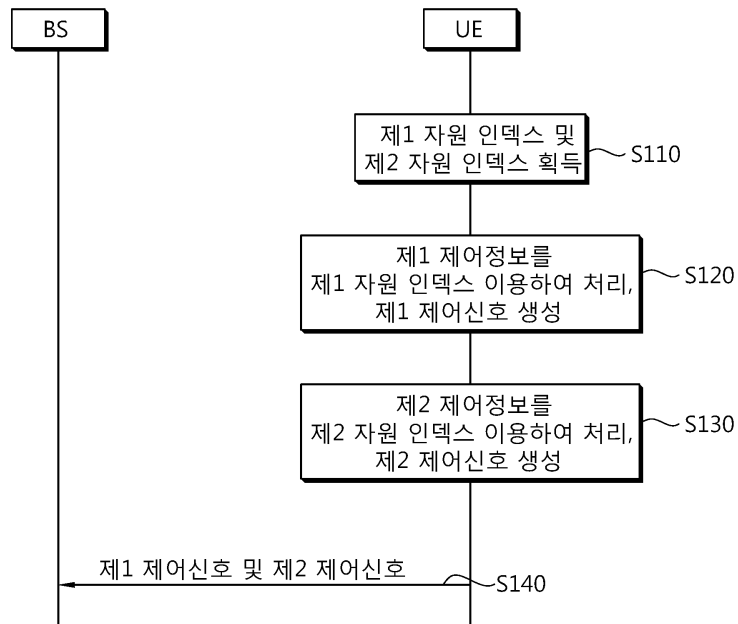 BS
UE
제1 자원 인덱스 및
제2 자원 인덱스 획득
S110
제1 제어정보를
제1 자원 인덱스 이용하여 처리,
제1 제어신호 생성
S120
제2 제어정보를
제2 자원 인덱스 이용하여 처리,
제2 제어신호 생성
S130
제1 제어신호 및 제2 제어신호
S140